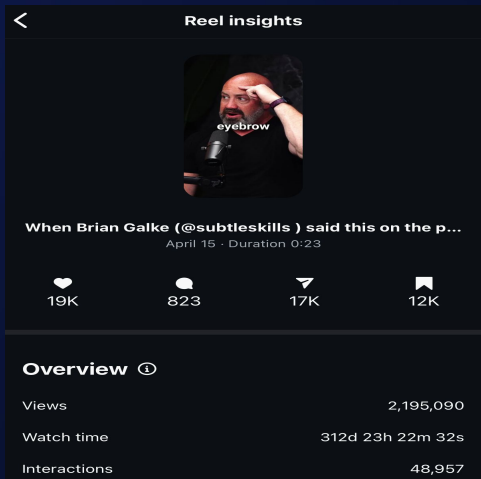 Reel insights
eyebrow
When Brian Galke (@subtleskills ) said this on the p...
April 15 · Duration 0:23
19K 823 17K 12K
Overview
Views 2,195,090
Watch time 312d 23h 22m 32s
Interactions 48,957